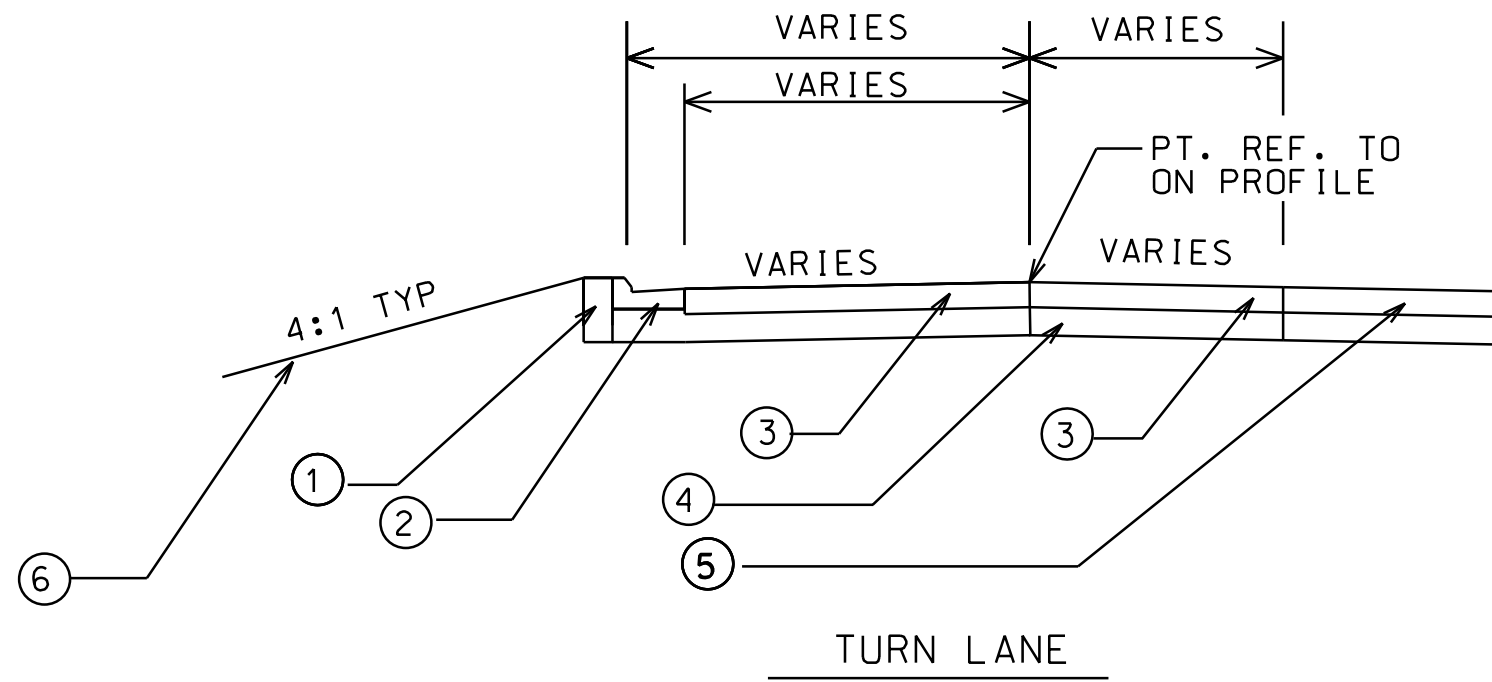 VARIES
VARIES
VARIES
PT. REF. TO
ON PROFILE
VARIES
VARIES
4:1 TYP
3
3
1
2
4
5
6
TURN LANE